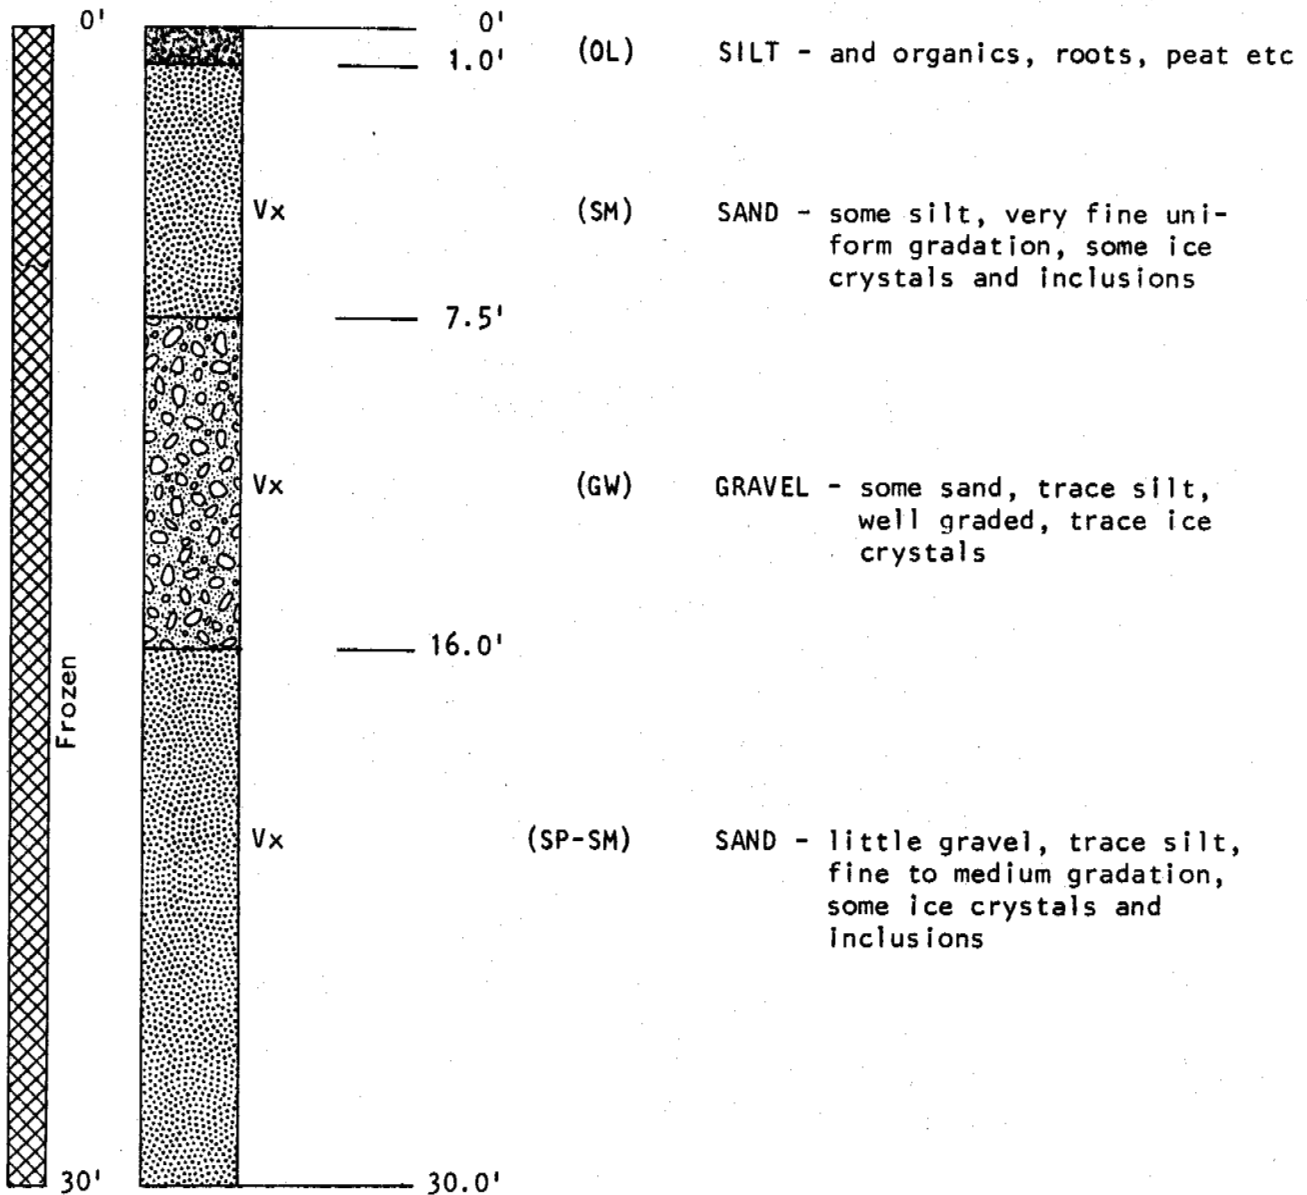 0'
0'
1.0'
(OL)
SILT - and organics, roots, peat etc
Vx
(SM)
SAND - some silt, very fine uni-
form gradation, some ice
crystals and inclusions
7.5'
Vx
(GW)
GRAVEL - some sand, trace silt,
well graded, trace ice
crystals
16.0'
Frozen
Vx
(SP-SM)
SAND - little gravel, trace silt,
fine to medium gradation,
some ice crystals and
inclusions
30'
30.0'